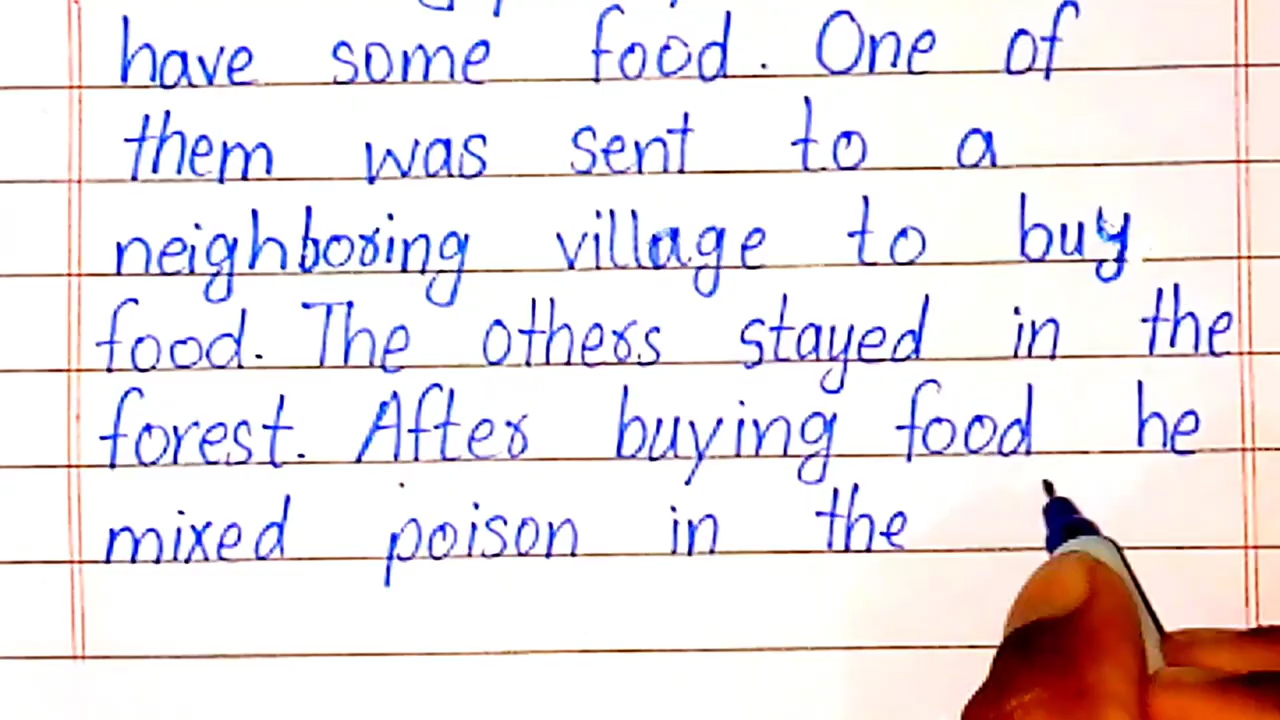 have some food. One of
them was sent to a
neighboring village to buy
food. The others stayed in the
forest. After buying food he
mixed poison in the